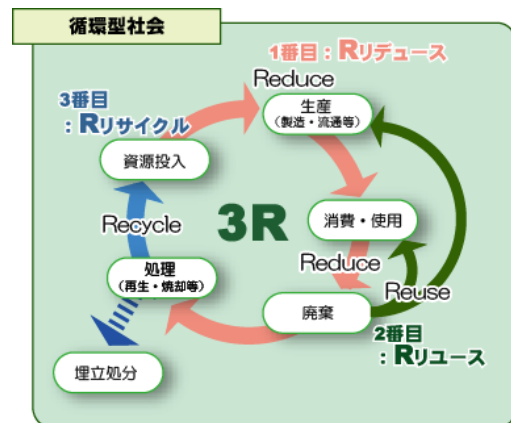 循環型社会
1番目：Rリデュース
Reduce
3番目
：Rリサイクル
生産
（製造・流通等）
資源投入
3R
消費・使用
Recycle
Reduce
処理
（再生・焼却等）
Reuse
廃棄
2番目
：Rリユース
埋立処分